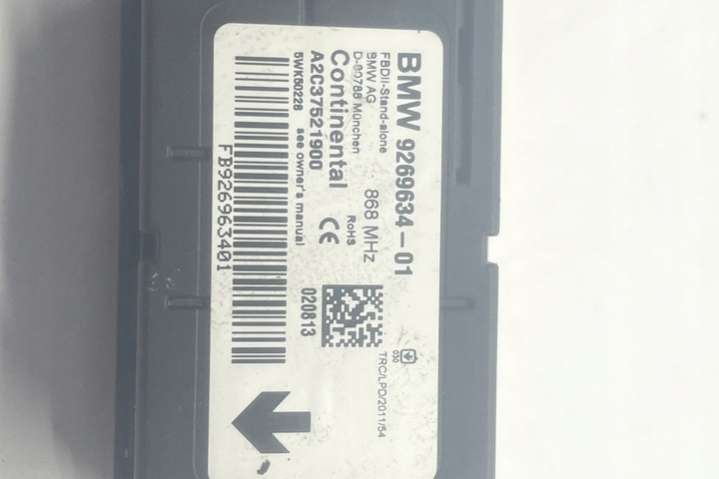 BMW 9269634-01
FBDII-Stand-alone
BMW AG 868 MHz
D-80788 München
RoHS
Continental CE
A2C37521900
see owner's manual
5WK50228
020813
030
TRC/LPD/2011/54
FB926963401